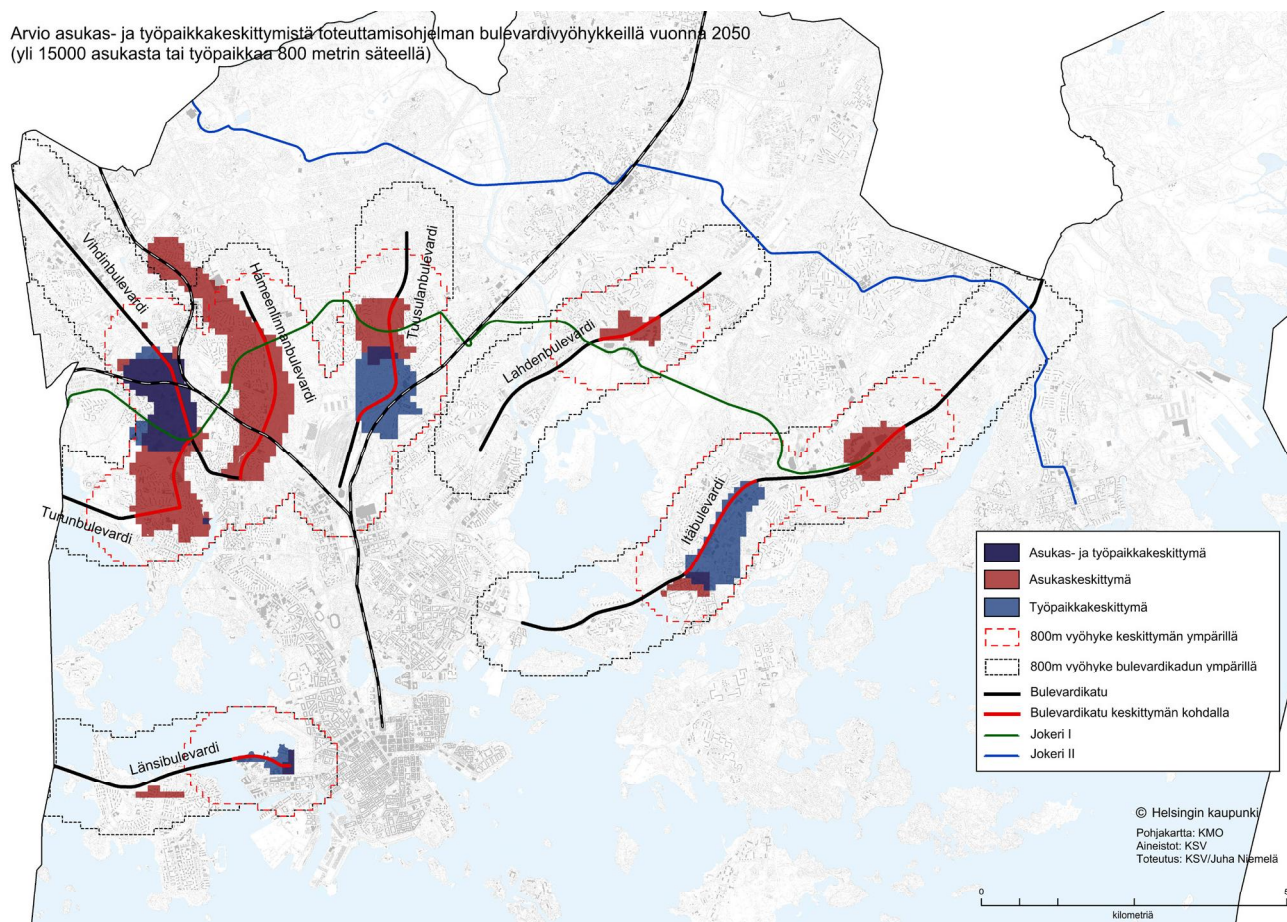 Arvio asukas- ja työpaikkakeskittymistä toteuttamisohjelman bulevardivyöhykkeillä vuonna 2050
(yli 15000 asukasta tai työpaikkaa 800 metrin säteellä)
Vihdinbulevardi
Hämeenlinnanbulevardi
Tuusulanbulevardi
Lahdenbulevardi
Turunbulevardi
Itäbulevardi
Länsibulevardi
Asukas- ja työpaikkakeskittymä
Asukaskeskittymä
Työpaikkakeskittymä
800m vyöhyke keskittymän ympärillä
800m vyöhyke bulevardikadun ympärillä
Bulevardikatu
Bulevardikatu keskittymän kohdalla
Jokeri I
Jokeri II
© Helsingin kaupunki
Pohjakartta: KMO
Aineistot: KSV
Toteutus: KSV/Juha Niemelä
0 5
kilometriä